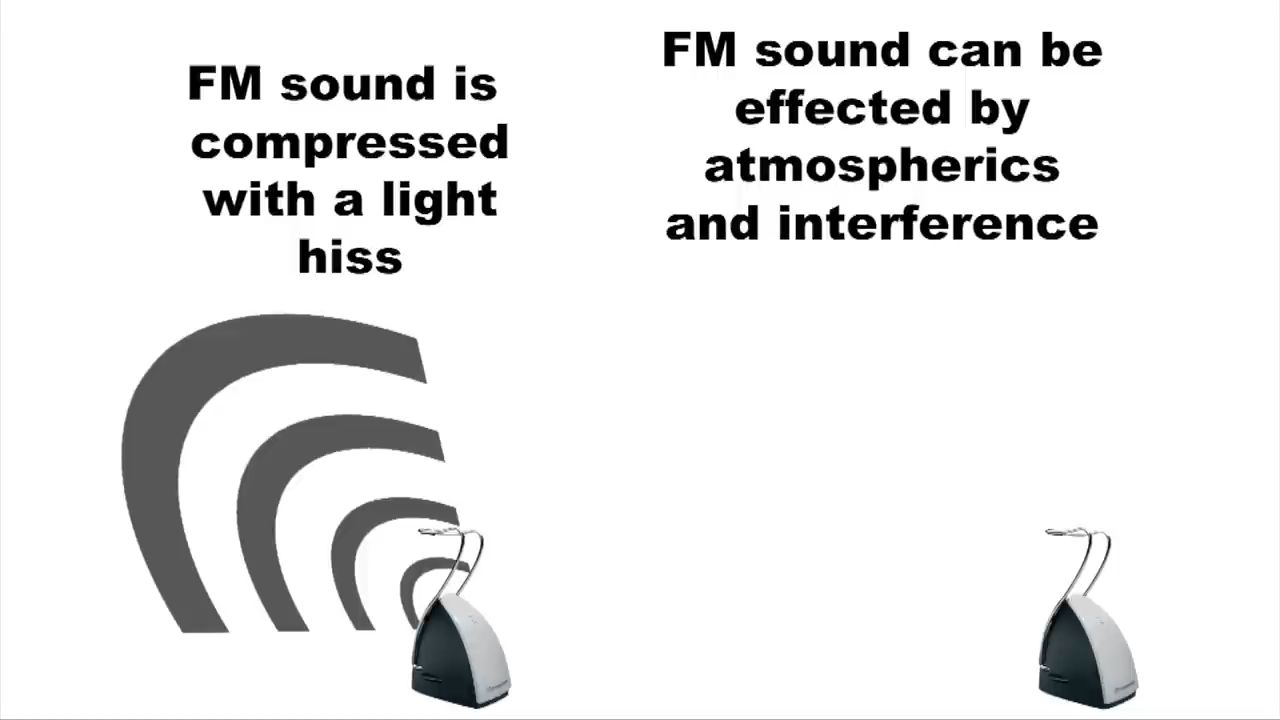 FM sound is
compressed
with a light
hiss
FM sound can be
effected by
atmospherics
and interference